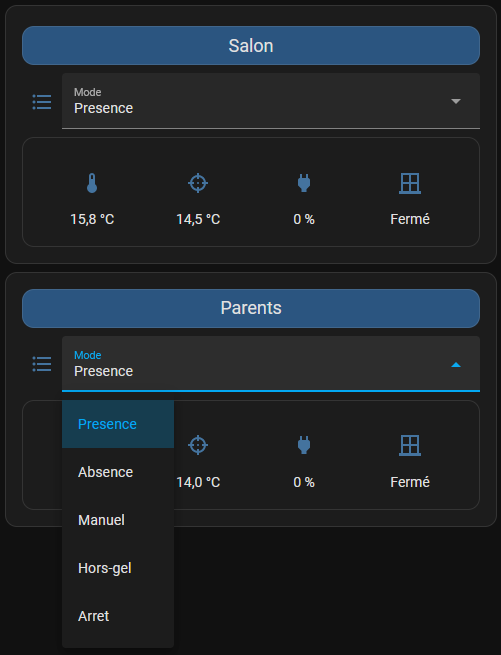 Salon
Mode
Presence
15,8 °C 14,5 °C 0 % Fermé
Parents
Mode
Presence
Presence
14,0 °C 0 % Fermé
Absence
Manuel
Hors-gel
Arret